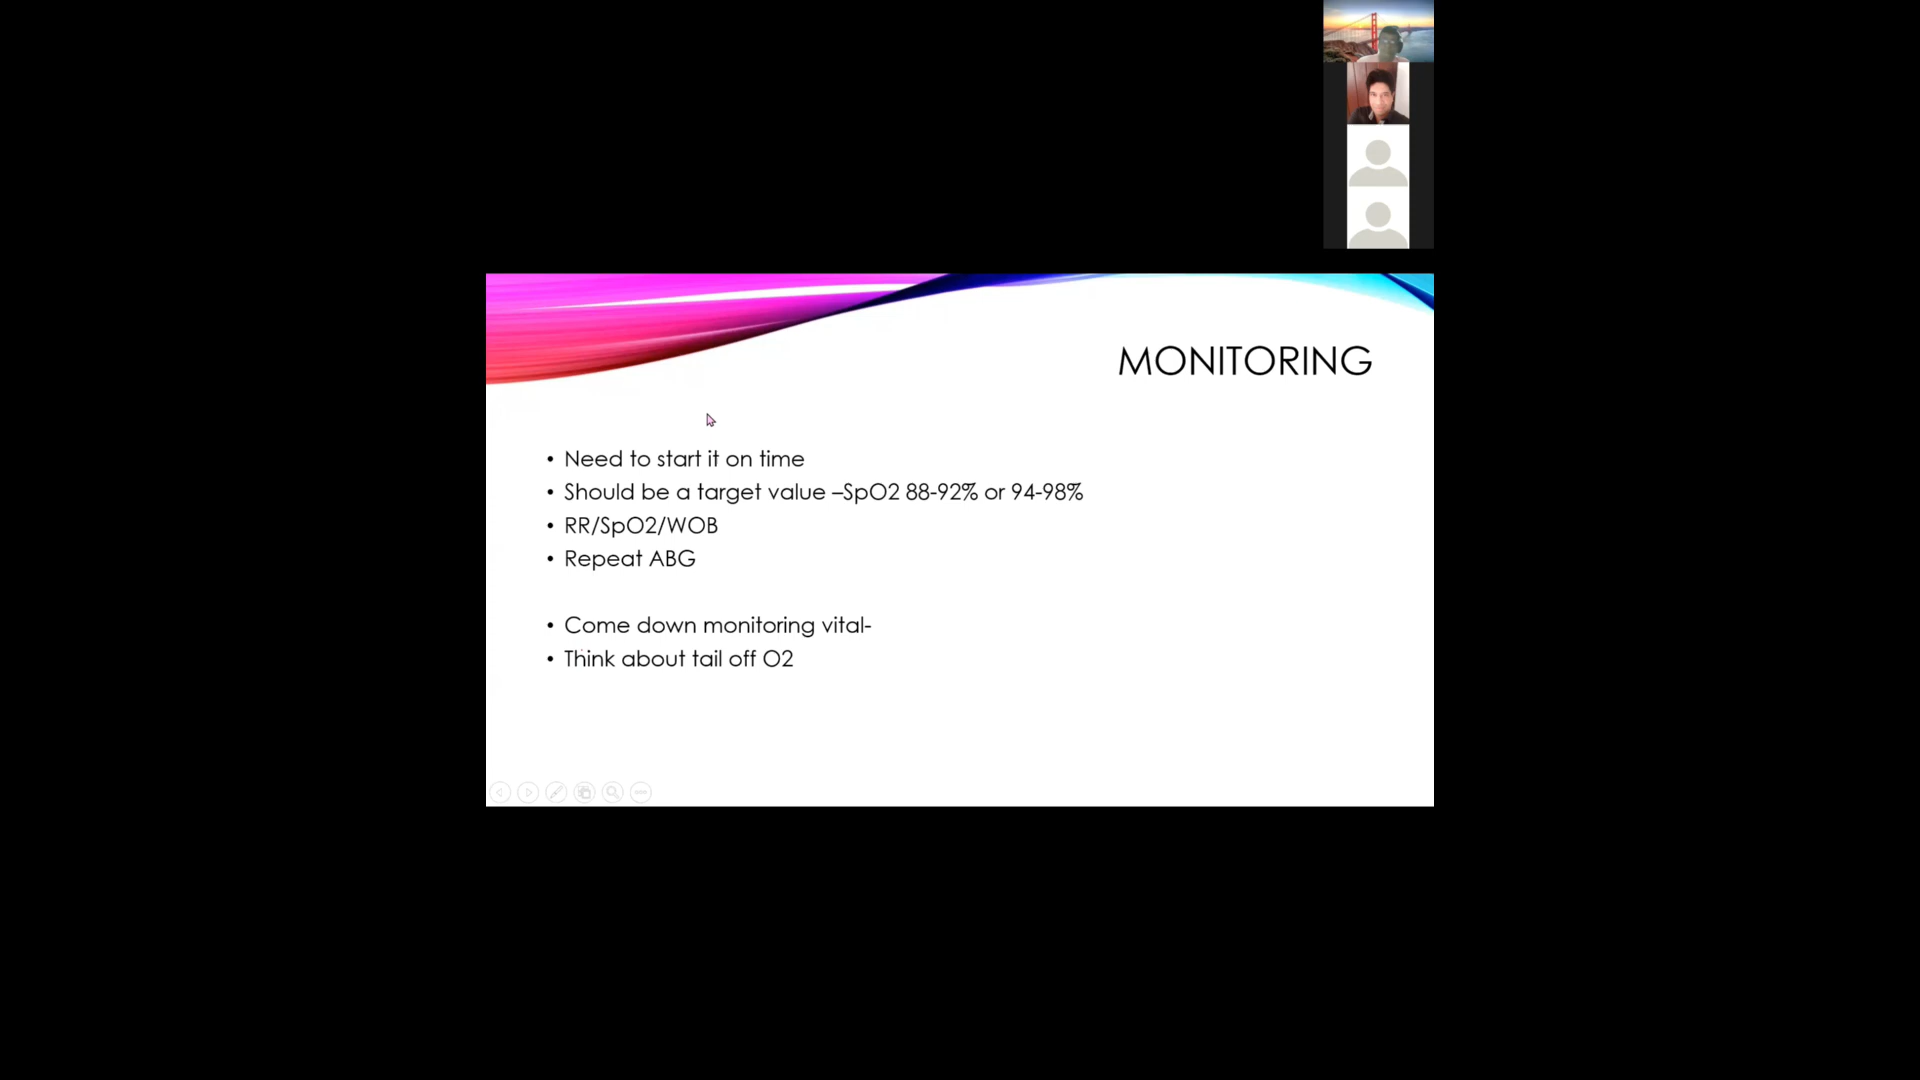 MONITORING
• Need to start it on time
• Should be a target value –SpO2 88-92% or 94-98%
• RR/SpO2/WOB
• Repeat ABG
• Come down monitoring vital-
• Think about tail off O2